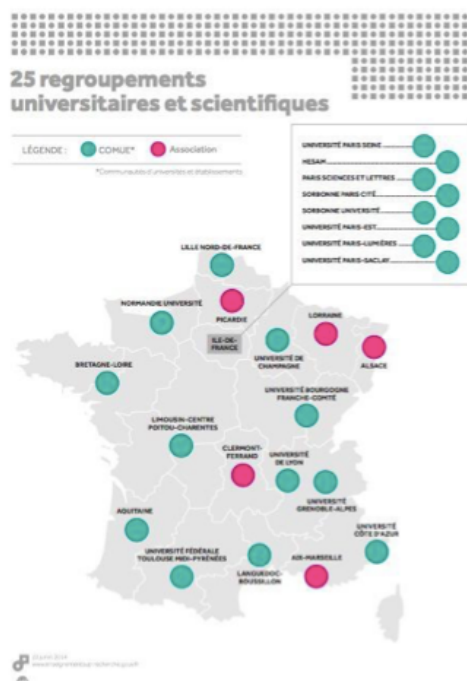 25 regroupements
universitaires et scientifiques
LÉGENDE :
COMUE*
Association
*Communautés d'universités et établissements
UNIVERSITÉ PARIS SEINE
HESAM
PARIS SCIENCES ET LETTRES
SORBONNE PARIS CITÉ
SORBONNE UNIVERSITÉ
UNIVERSITÉ PARIS-EST
UNIVERSITÉ PARIS-LUMIÈRES
UNIVERSITÉ PARIS-SACLAY
LILLE NORD-DE-FRANCE
NORMANDIE UNIVERSITÉ
PICARDIE
LORRAINE
ILE-DE-
FRANCE
UNIVERSITÉ DE
CHAMPAGNE
ALSACE
BRETAGNE-LOIRE
UNIVERSITÉ BOURGOGNE
FRANCHE-COMTÉ
LIMOUSIN-CENTRE
POITOU-CHARENTES
CLERMONT-
FERRAND
UNIVERSITÉ
DE LYON
UNIVERSITÉ
GRENOBLE-ALPES
AQUITAINE
UNIVERSITÉ FÉDÉRALE
TOULOUSE MIDI-PYRÉNÉES
LANGUEDOC-
ROUSSILLON
AIX-MARSEILLE
UNIVERSITÉ
CÔTE D'AZUR